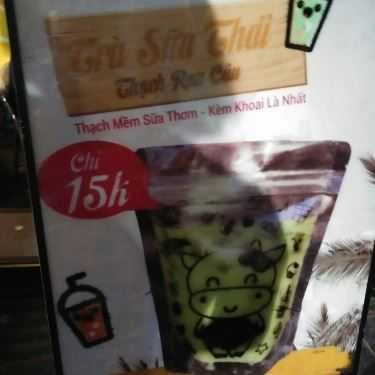 Trà Sữa Thái
Thạch Rau Câu
Thạch Mềm Sữa Thơm - Kèm Khoai Là Nhất
Chỉ
15k